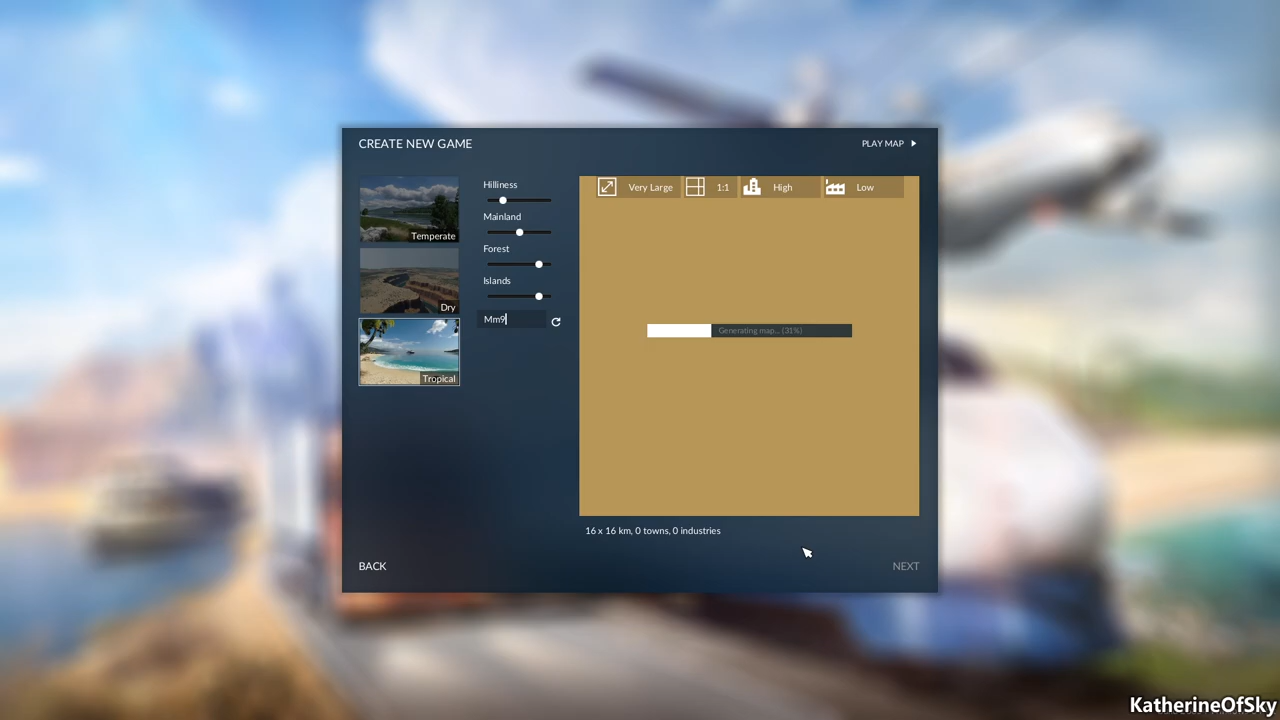 CREATE NEW GAME
PLAY MAP
Temperate
Dry
Tropical
Hilliness
Mainland
Forest
Islands
Mm9
Very Large 1:1 High Low
Generating map... (31%)
16 x 16 km, 0 towns, 0 industries
BACK
NEXT
KatherineOfSky